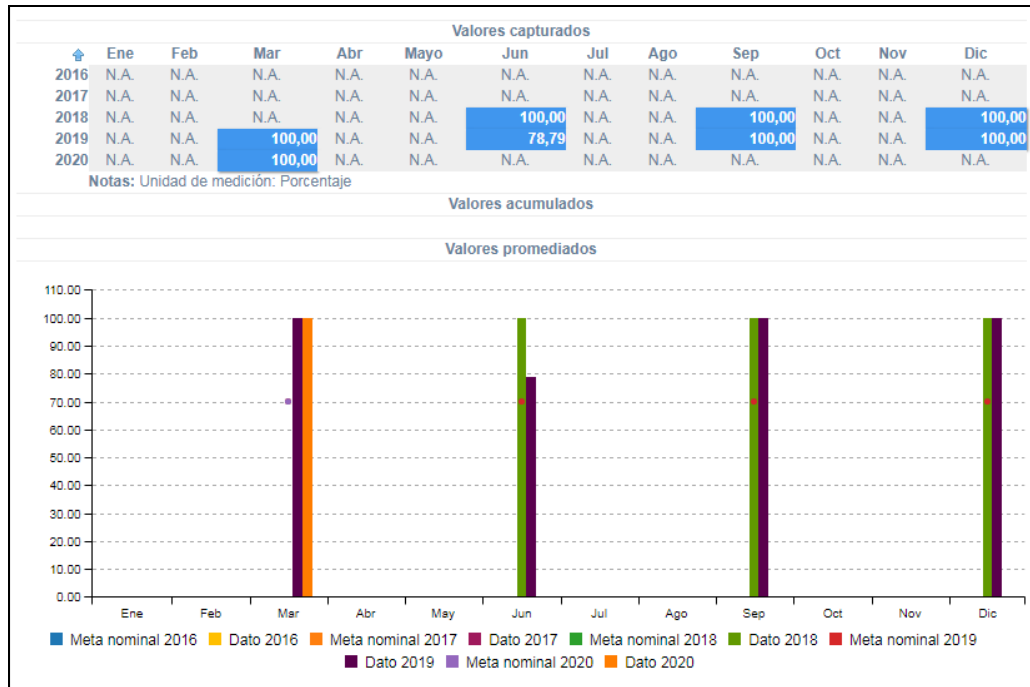 Valores capturados
Ene Feb Mar Abr Mayo Jun Jul Ago Sep Oct Nov Dic
2016 N.A. N.A. N.A. N.A. N.A. N.A. N.A. N.A. N.A. N.A. N.A. N.A.
2017 N.A. N.A. N.A. N.A. N.A. N.A. N.A. N.A. N.A. N.A. N.A. N.A.
2018 N.A. N.A. N.A. N.A. N.A. 100,00 N.A. N.A. 100,00 N.A. N.A. 100,00
2019 N.A. N.A. 100,00 N.A. N.A. 78,79 N.A. N.A. 100,00 N.A. N.A. 100,00
2020 N.A. N.A. 100,00 N.A. N.A. N.A. N.A. N.A. N.A. N.A. N.A. N.A.
Notas: Unidad de medición: Porcentaje
Valores acumulados
Valores promediados
110.00
100.00
90.00
80.00
70.00
60.00
50.00
40.00
30.00
20.00
10.00
0.00
Ene Feb Mar Abr May Jun Jul Ago Sep Oct Nov Dic
Meta nominal 2016 Dato 2016 Meta nominal 2017 Dato 2017 Meta nominal 2018 Dato 2018 Meta nominal 2019
Dato 2019 Meta nominal 2020 Dato 2020